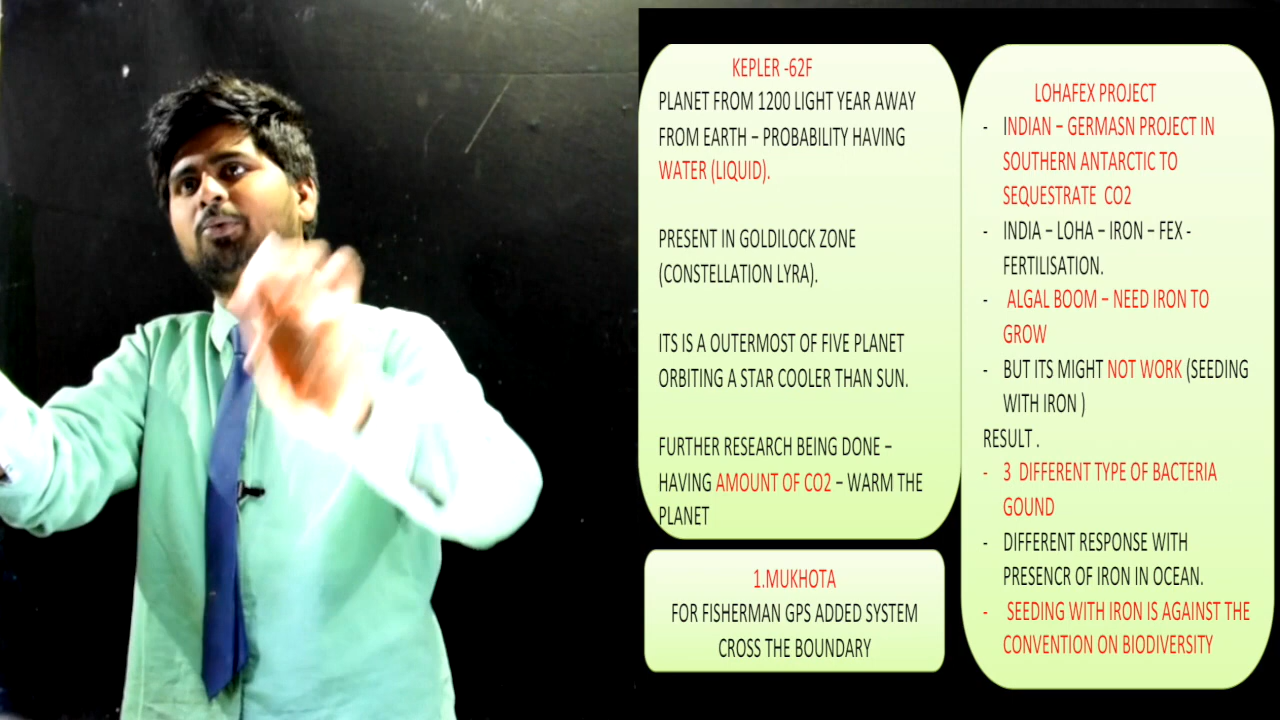 KEPLER -62F
PLANET FROM 1200 LIGHT YEAR AWAY
FROM EARTH – PROBABILITY HAVING
WATER (LIQUID).
PRESENT IN GOLDILOCK ZONE
(CONSTELLATION LYRA).
ITS IS A OUTERMOST OF FIVE PLANET
ORBITING A STAR COOLER THAN SUN.
FURTHER RESEARCH BEING DONE –
HAVING AMOUNT OF CO2 – WARM THE
PLANET
1.MUKHOTA
FOR FISHERMAN GPS ADDED SYSTEM
CROSS THE BOUNDARY
LOHAFEX PROJECT
- INDIAN – GERMASN PROJECT IN
SOUTHERN ANTARCTIC TO
SEQUESTRATE CO2
- INDIA – LOHA – IRON – FEX -
FERTILISATION.
- ALGAL BOOM – NEED IRON TO
GROW
- BUT ITS MIGHT NOT WORK (SEEDING
WITH IRON )
RESULT .
- 3 DIFFERENT TYPE OF BACTERIA
GOUND
- DIFFERENT RESPONSE WITH
PRESENCR OF IRON IN OCEAN.
- SEEDING WITH IRON IS AGAINST THE
CONVENTION ON BIODIVERSITY